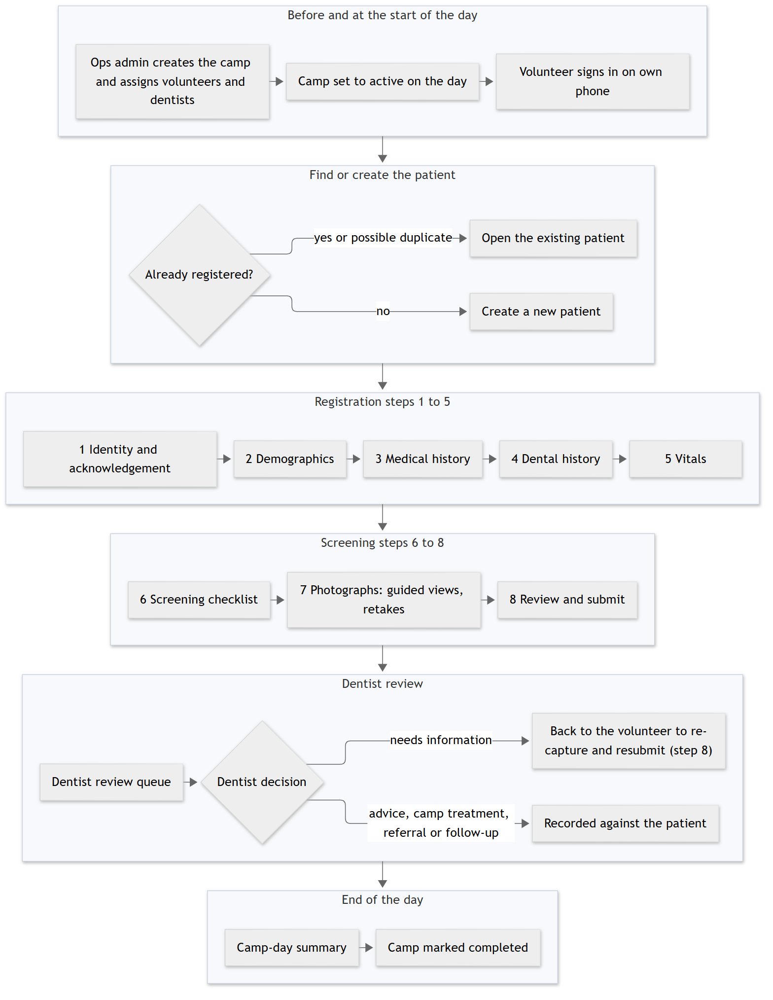 Before and at the start of the day
Ops admin creates the camp
and assigns volunteers and
dentists
Camp set to active on the day
Volunteer signs in on own
phone
Find or create the patient
Already registered?
yes or possible duplicate
Open the existing patient
no
Create a new patient
Registration steps 1 to 5
1 Identity and
acknowledgement
2 Demographics
3 Medical history
4 Dental history
5 Vitals
Screening steps 6 to 8
6 Screening checklist
7 Photographs: guided views,
retakes
8 Review and submit
Dentist review
Dentist review queue
Dentist decision
needs information
Back to the volunteer to re-
capture and resubmit (step 8)
advice, camp treatment,
referral or follow-up
Recorded against the patient
End of the day
Camp-day summary
Camp marked completed